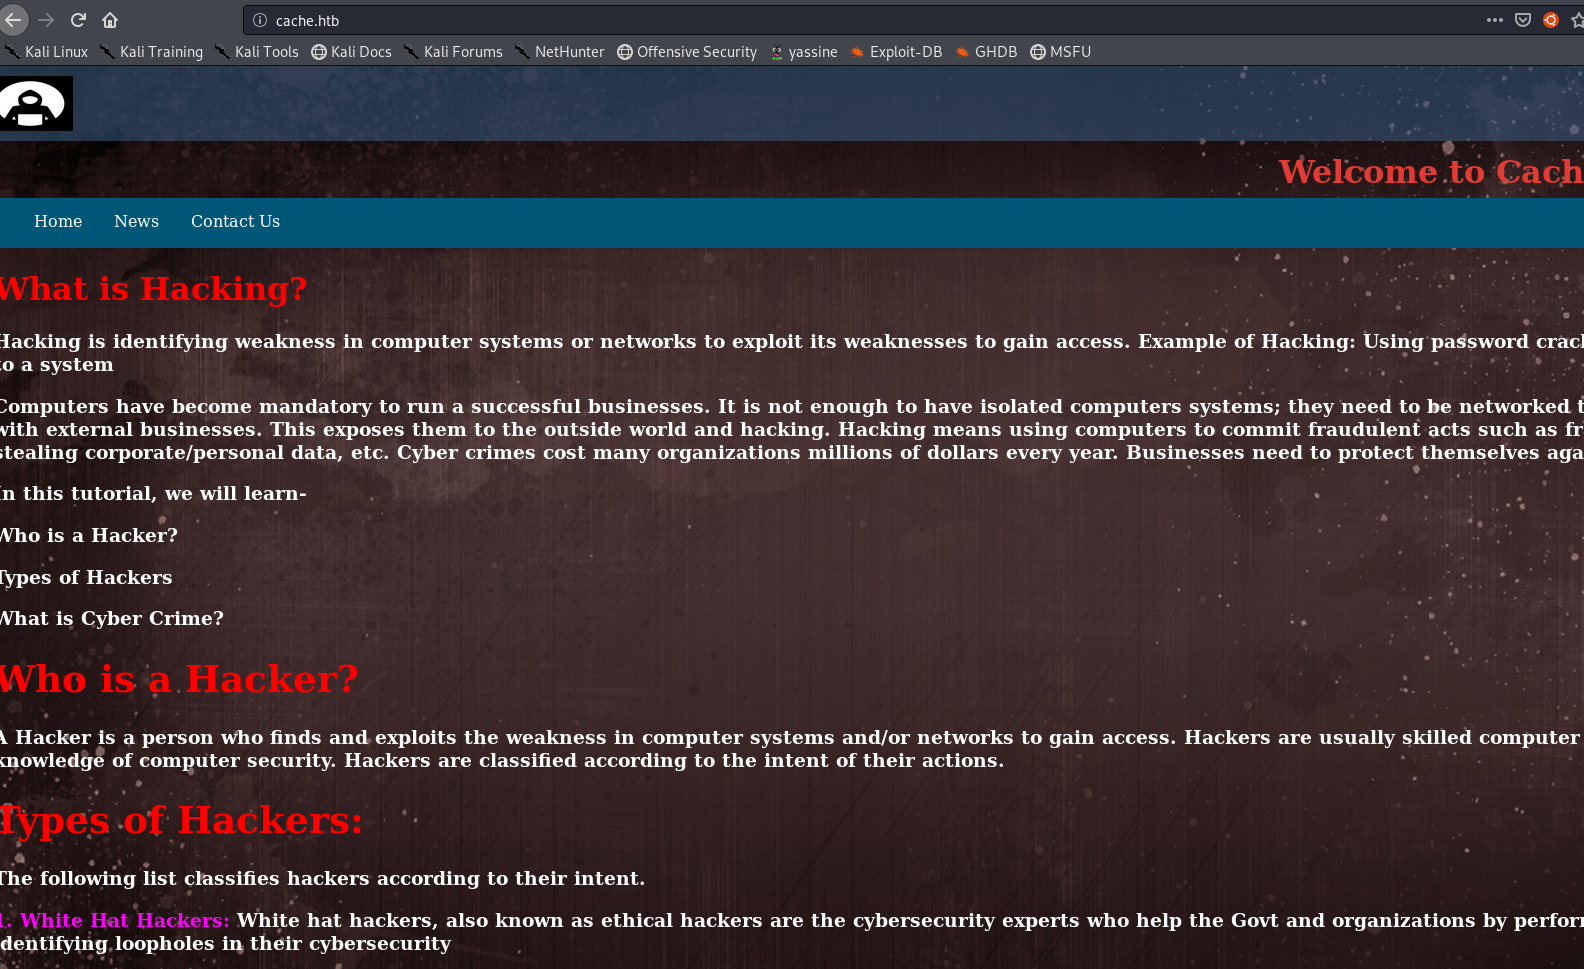 cache.htb
Kali Linux Kali Training Kali Tools Kali Docs Kali Forums NetHunter Offensive Security yassine Exploit-DB GHDB MSFU
Welcome to Cach
Home News Contact Us
What is Hacking?
Hacking is identifying weakness in computer systems or networks to exploit its weaknesses to gain access. Example of Hacking: Using password crac
to a system
Computers have become mandatory to run a successful businesses. It is not enough to have isolated computers systems; they need to be networked t
with external businesses. This exposes them to the outside world and hacking. Hacking means using computers to commit fraudulent acts such as fr
stealing corporate/personal data, etc. Cyber crimes cost many organizations millions of dollars every year. Businesses need to protect themselves aga
In this tutorial, we will learn-
Who is a Hacker?
Types of Hackers
What is Cyber Crime?
Who is a Hacker?
A Hacker is a person who finds and exploits the weakness in computer systems and/or networks to gain access. Hackers are usually skilled computer
knowledge of computer security. Hackers are classified according to the intent of their actions.
Types of Hackers:
The following list classifies hackers according to their intent.
1. White Hat Hackers: White hat hackers, also known as ethical hackers are the cybersecurity experts who help the Govt and organizations by perfor
identifying loopholes in their cybersecurity